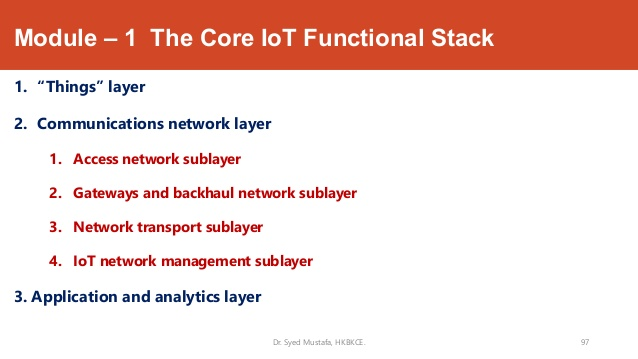 Module – 1 The Core IoT Functional Stack
1. “Things” layer
2. Communications network layer
1. Access network sublayer
2. Gateways and backhaul network sublayer
3. Network transport sublayer
4. IoT network management sublayer
3. Application and analytics layer
Dr. Syed Mustafa, HKBKCE. 97